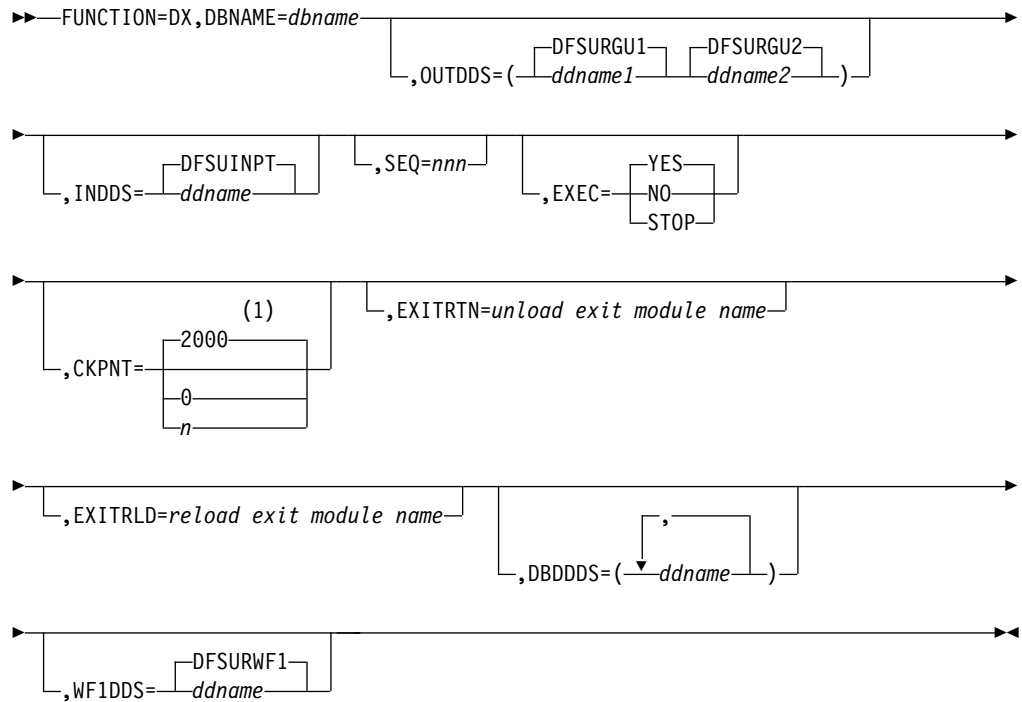 FUNCTION=DX,DBNAME=dbname
DFSURGU1 DFSURGU2
,OUTDDS=( ddname1 ddname2 )
,INDDS= DFSUINPT ddname
,SEQ=nnn
,EXEC= YES NO STOP
(1)
,CKPNT= 2000 0 n
,EXITRTN=unload exit module name
,EXITRLD=reload exit module name
,
,DBDDDS=( ddname )
DFSURWF1
,WF1DDS= ddname